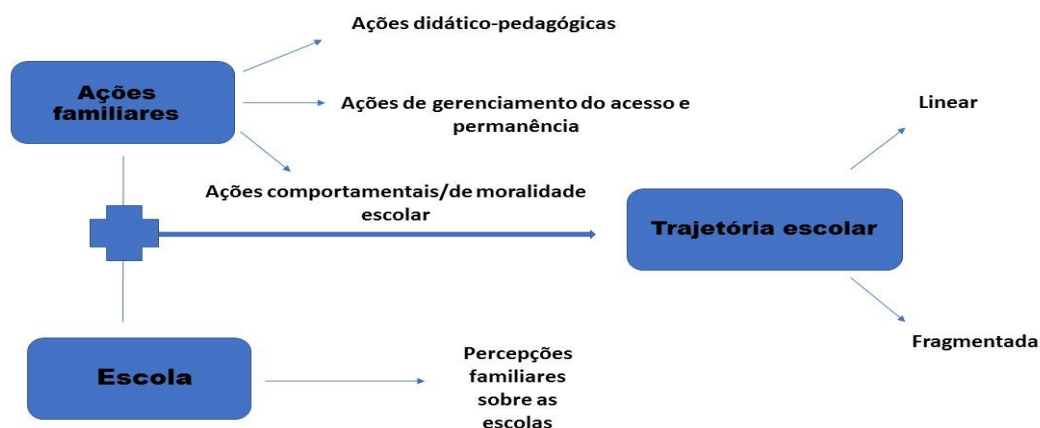 Ações didático-pedagógicas
Ações
familiares
Ações de gerenciamento do acesso e
permanência
Linear
Ações comportamentais/de moralidade
escolar
Trajetória escolar
Fragmentada
Escola
Percepções
familiares
sobre as
escolas